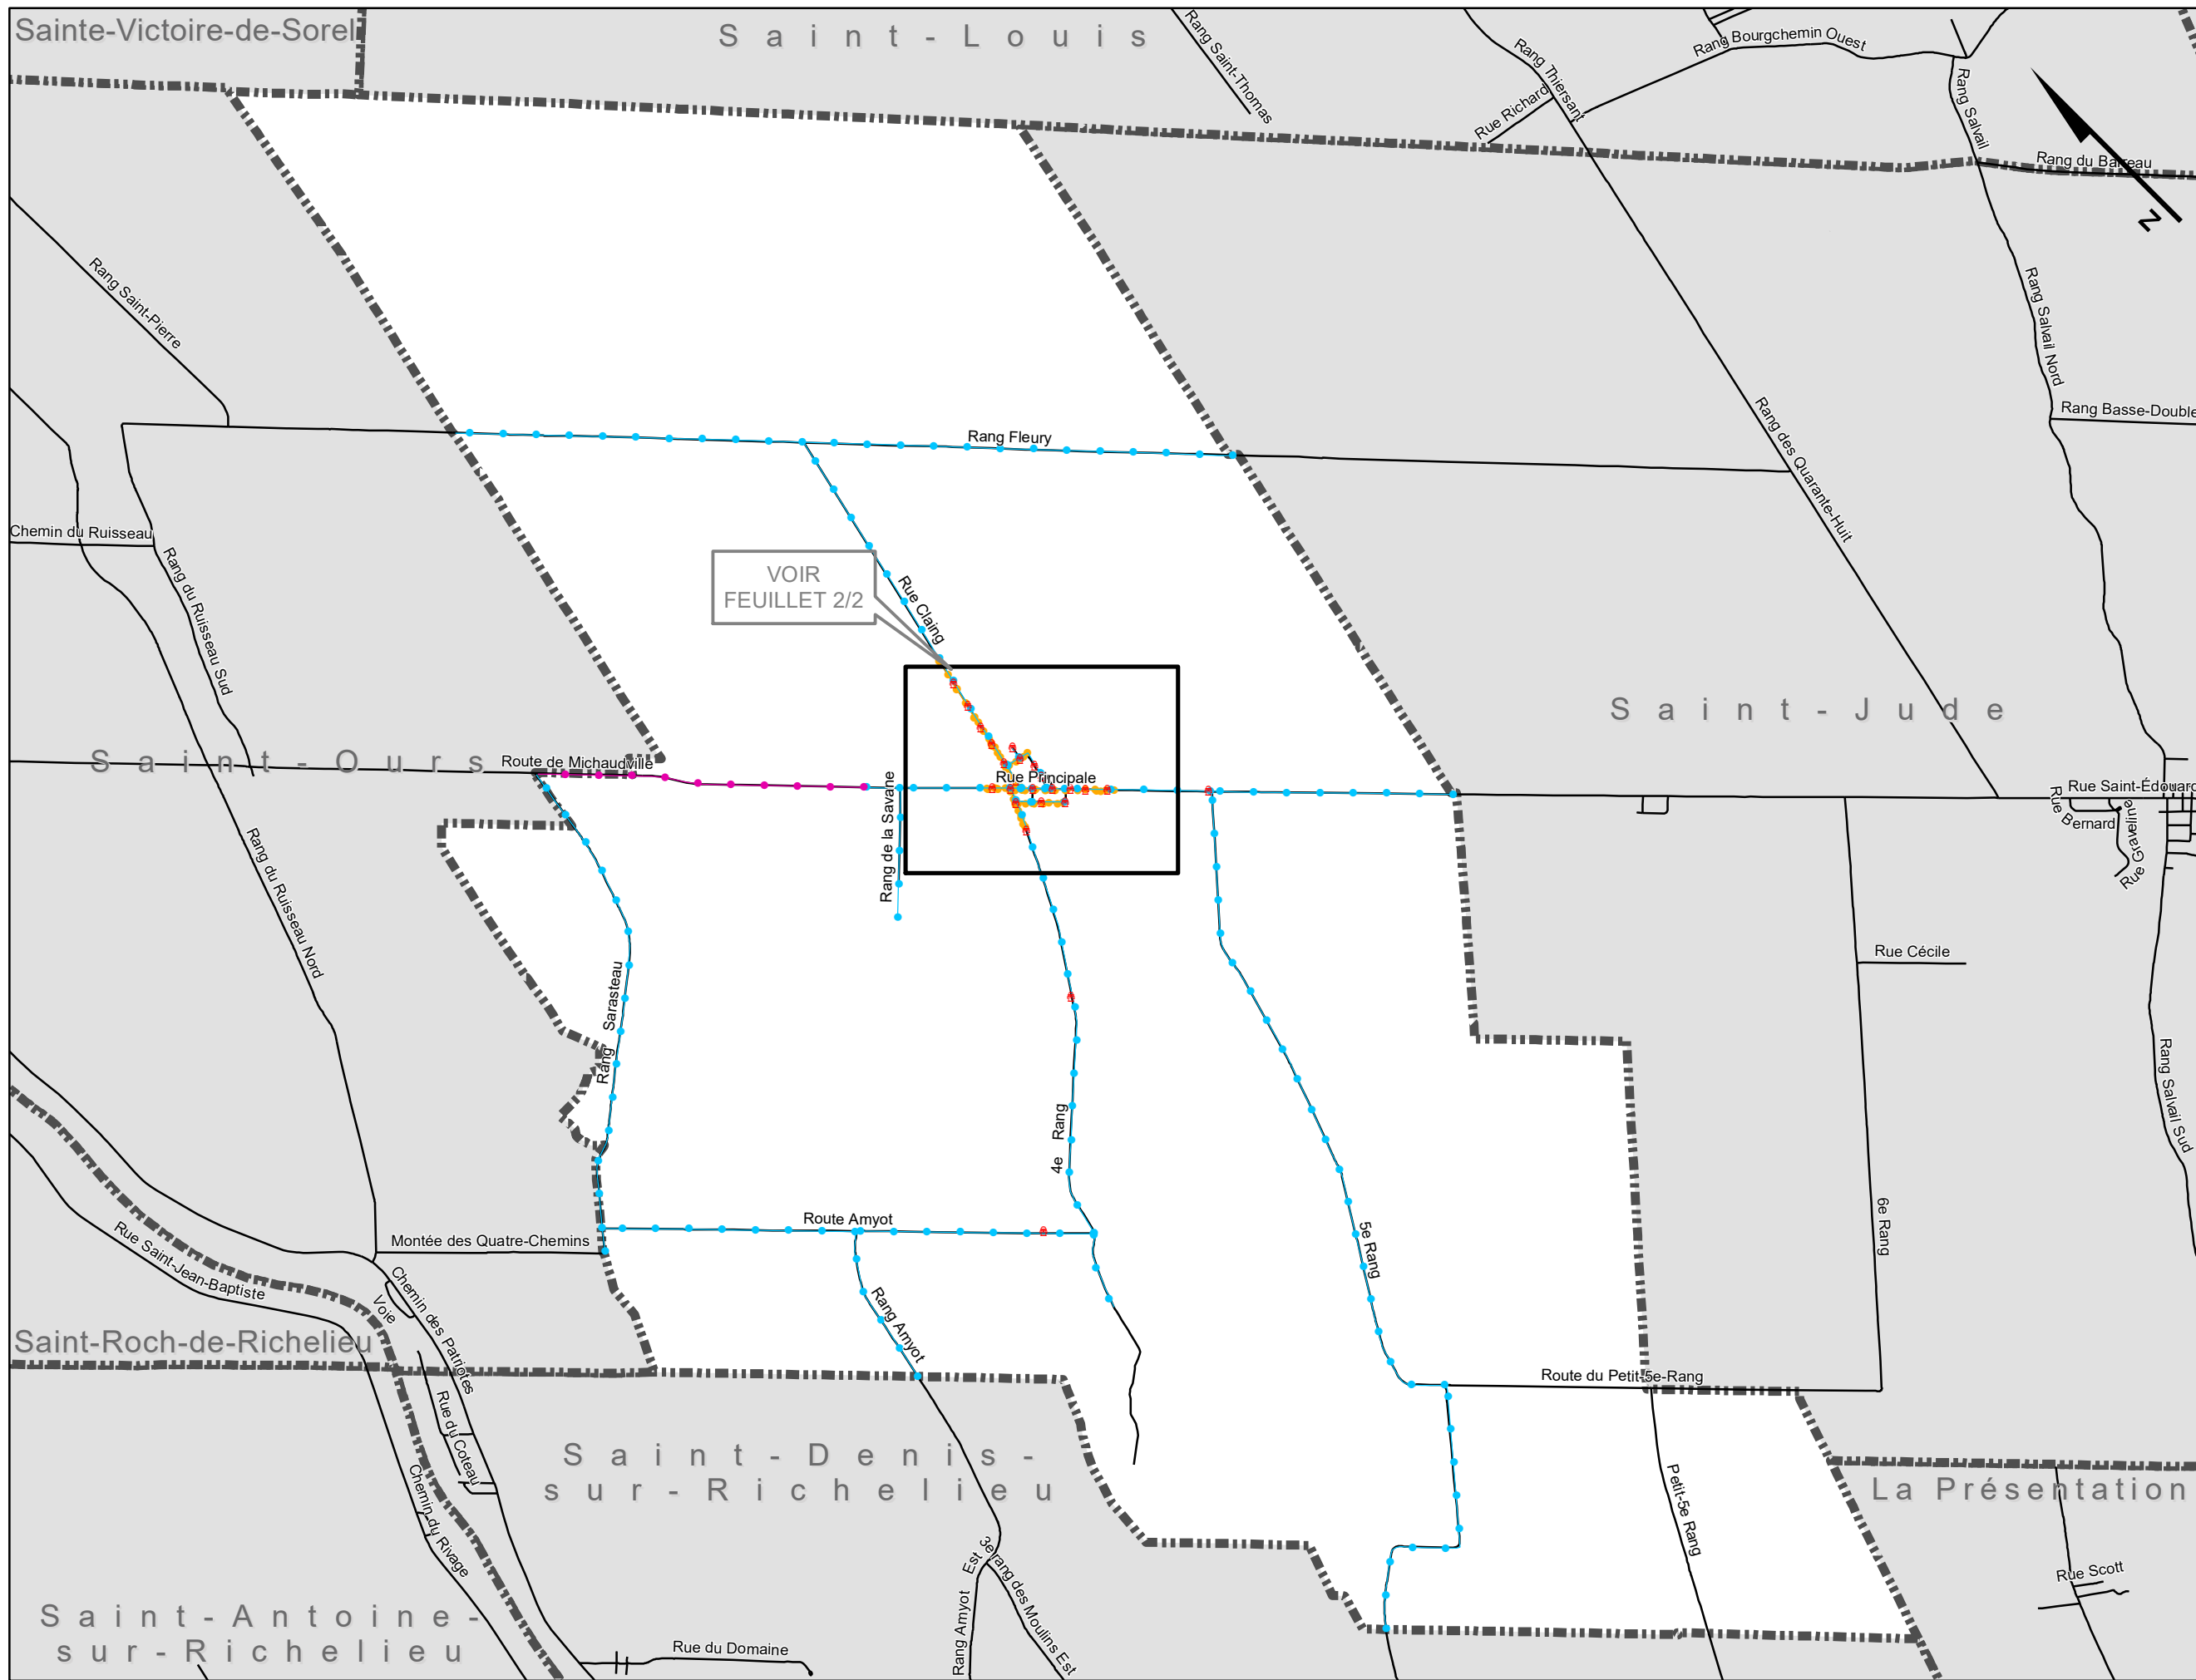 Sainte-Victoire-de-Sorel
Saint-Louis
Rang Saint-Thomas
Rang Thiersant
Rue Richard
Rang Bourgchemin Ouest
Rang Salvail
Rang du Barreau
N
Rang Saint-Pierre
Rang Salvail Nord
Rang Basse-Double
Rang Fleury
Rang des Quarante-Huit
Chemin du Ruisseau
Rang du Ruisseau Sud
VOIR
FEUILLET 2/2
Rue Claing
Saint-Jude
Saint-Ours
Route de Michaudville
Rue Principale
Rang de la Savane
Rue Saint-Édouard
Rue Bernard
Rue Graveline
Rang du Ruisseau Nord
Rang Sarasteau
Rue Cécile
Rang Salvail Sud
4e Rang
5e Rang
6e Rang
Route Amyot
Montée des Quatre-Chemins
Rue Saint-Jean-Baptiste
Voie
Chemin des Patriotes
Rang Amyot
Saint-Roch-de-Richelieu
Route du Petit-5e-Rang
Rue du Coteau
Chemin du Rivage
Saint-Denis-
sur-Richelieu
La Présentation
Petit-5e Rang
3e rang des Moulins Est
Rang Amyot Est
Rue Scott
Saint-Antoine-
sur-Richelieu
Rue du Domaine